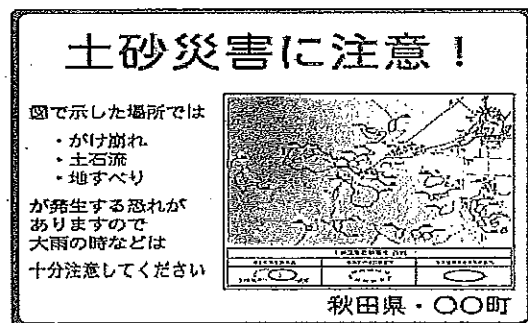 土砂災害に注意！
図で示した場所では
・がけ崩れ
・土石流
・地すべり
が発生する恐れが
ありますので
大雨の時などは
十分注意してください
秋田県・〇〇町